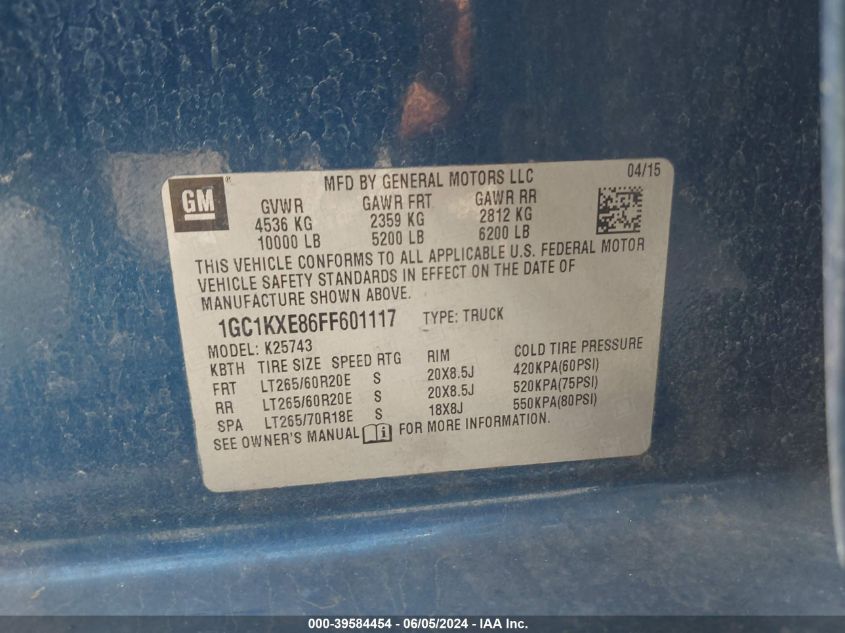 GM
MFD BY GENERAL MOTORS LLC 04/15
GVWR GAWR FRT GAWR RR
4536 KG 2359 KG 2812 KG
10000 LB 5200 LB 6200 LB
THIS VEHICLE CONFORMS TO ALL APPLICABLE U.S. FEDERAL MOTOR
VEHICLE SAFETY STANDARDS IN EFFECT ON THE DATE OF
MANUFACTURE SHOWN ABOVE.
1GC1KXE86FF601117 TYPE: TRUCK
MODEL: K25743
KBTH TIRE SIZE SPEED RTG RIM COLD TIRE PRESSURE
FRT LT265/60R20E S 20X8.5J 420KPA(60PSI)
RR LT265/60R20E S 20X8.5J 520KPA(75PSI)
SPA LT265/70R18E S 18X8J 550KPA(80PSI)
SEE OWNER'S MANUAL FOR MORE INFORMATION.
000-39584454 - 06/05/2024 - IAA Inc.